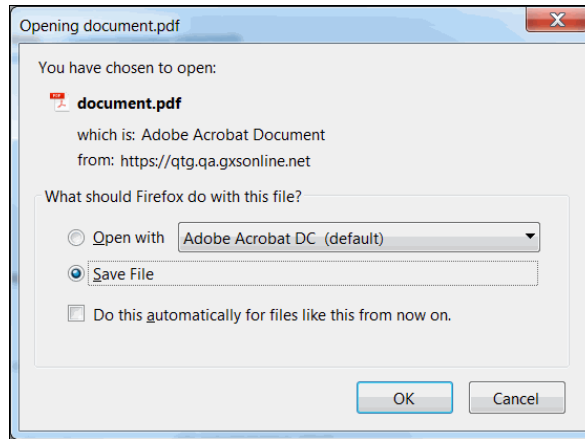 Opening document.pdf
You have chosen to open:
document.pdf
which is: Adobe Acrobat Document
from: https://qtg.qa.gxsonline.net
What should Firefox do with this file?
Open with Adobe Acrobat DC (default)
Save File
Do this automatically for files like this from now on.
OK Cancel